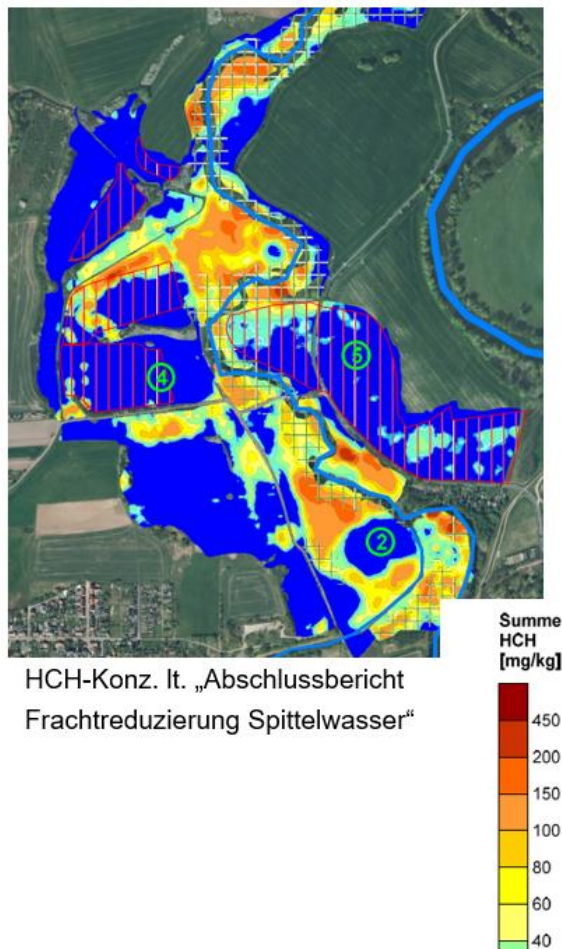 4
5
2
HCH-Konz. lt. „Abschlussbericht
Frachtreduzierung Spittelwasser“
Summe
HCH
[mg/kg]
450
200
150
100
80
60
40